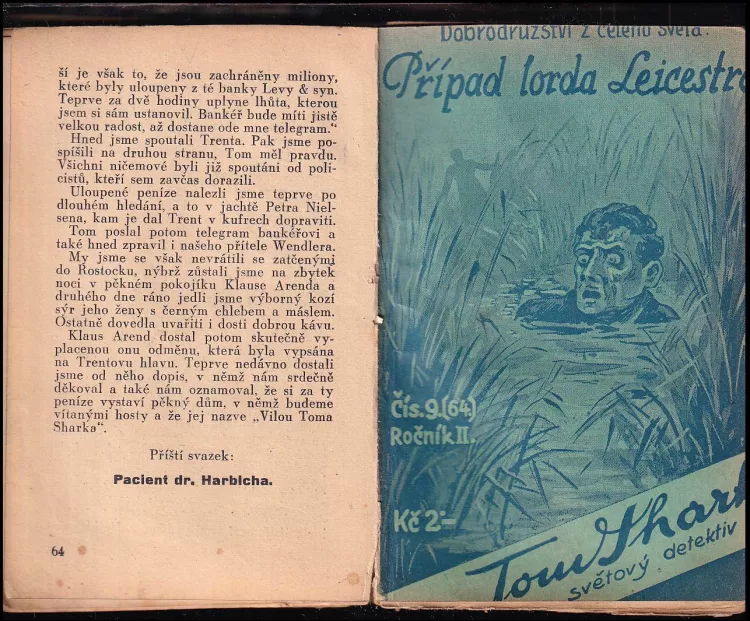 ší je však to, že jsou zachráněny miliony,
které byly uloupeny z té banky Levy & syn.
Teprve za dvě hodiny uplyne lhůta, kterou
jsem si sám ustanovil. Bankéř bude míti jistě
velkou radost, až dostane ode mne telegram.“
Hned jsme spoutali Trenta. Pak jsme po-
spíšili na druhou stranu, Tom měl pravdu.
Všichni ničemové byli již spoutáni od poli-
cistů, kteří sem zavčas dorazili.
Uloupené peníze nalezli jsme teprve po
dlouhém hledání, a to v jachtě Petra Niel-
sena, kam je dal Trent v kufrech dopraviti.
Tom poslal potom telegram bankéřovi a
také hned zpravil i našeho přítele Wendlera.
My jsme se však nevrátili se zatčenými
do Rostocku, nýbrž zůstali jsme na zbytek
noci v pěkném pokojíku Klause Arenda a
druhého dne ráno jedli jsme výborný kozí
sýr jeho ženy s černým chlebem a máslem.
Ostatně dovedla uvařiti i dosti dobrou kávu.
Klaus Arend dostal potom skutečně vy-
placenou onu odměnu, která byla vypsána
na Trentovu hlavu. Teprve nedávno dostali
jsme od něho dopis, v němž nám srdečně
děkoval a také nám oznamoval, že si za ty
peníze vystaví pěkný dům, v němž budeme
vítanými hosty a že jej nazve „Vilou Toma
Sharka“.
Příští svazek:
Pacient dr. Harbicha.
64
Dobrodružství z celého světa.
Případ lorda Leicestra
Čís. 9.(64)
Ročník II.
Kč 2·-
Tom Shark
světový detektiv